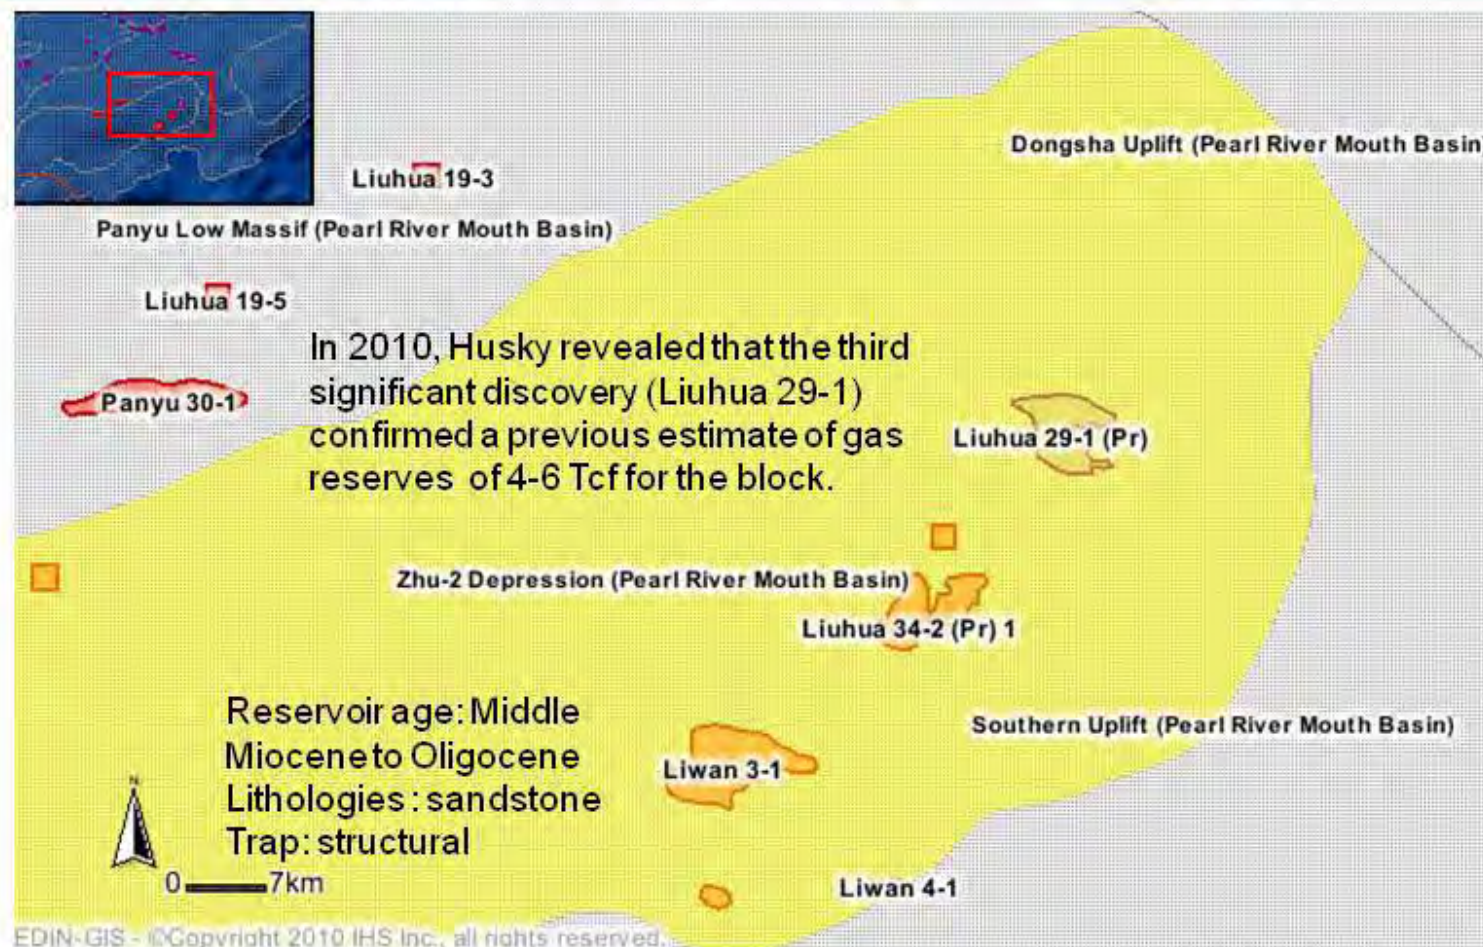 Dongsha Uplift (Pearl River Mouth Basin
Liuhua 19-3
Panyu Low Massif (Pearl River Mouth Basin)
Liuhua 19-5
In 2010, Husky revealed that the third
significant discovery (Liuhua 29-1)
confirmed a previous estimate of gas
reserves of 4-6 Tcf for the block.
Panyu 30-1
Liuhua 29-1 (Pr)
Zhu-2 Depression (Pearl River Mouth Basin)
Liuhua 34-2 (Pr) 1
Reservoir age: Middle
Miocene to Oligocene
Lithologies : sandstone
Trap: structural
Southern Uplift (Pearl River Mouth Basin)
Liwan 3-1
N
0 7km
Liwan 4-1
EDIN-GIS - ©Copyright 2010 IHS Inc., all rights reserved.